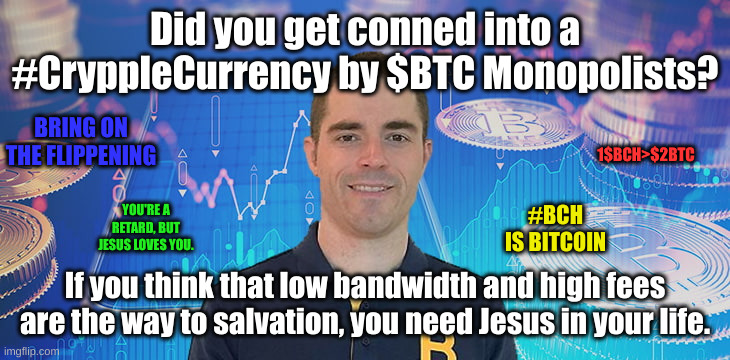 Did you get conned into a
#CryppleCurrency by $BTC Monopolists?
BRING ON
THE FLIPPENING
1$BCH>$2BTC
YOU'RE A
RETARD, BUT
JESUS LOVES YOU.
#BCH
IS BITCOIN
If you think that low bandwidth and high fees
are the way to salvation, you need Jesus in your life.
B
imgflip.com